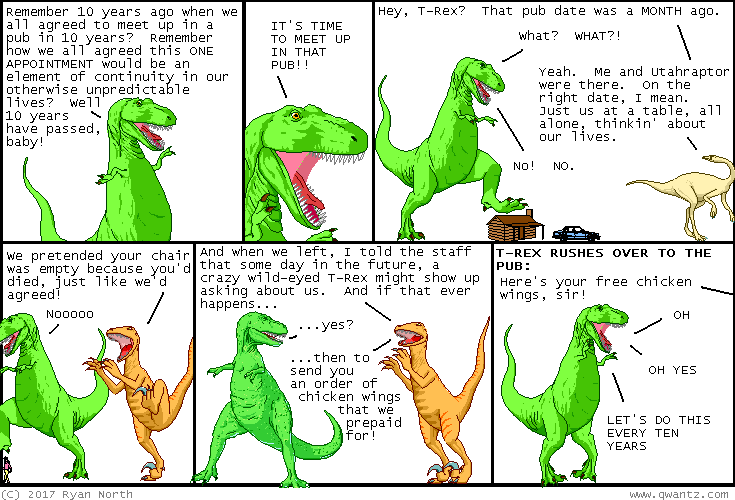 Remember 10 years ago when we
all agreed to meet up in a
pub in 10 years?  Remember
how we all agreed this ONE
APPOINTMENT would be an
element of continuity in our
otherwise unpredictable
lives?  Well
10 years
have passed,
baby!
IT'S TIME
TO MEET UP
IN THAT
PUB!!
Hey, T-Rex?  That pub date was a MONTH ago.
What?  WHAT?!
Yeah.  Me and Utahraptor
were there.  On the
right date, I mean.
Just us at a table, all
alone, thinkin' about
our lives.
No!  NO.
We pretended your chair
was empty because you'd
died, just like we'd
agreed!
NOOOOO
And when we left, I told the staff
that some day in the future, a
crazy wild-eyed T-Rex might show up
asking about us.  And if that ever
happens...
...yes?
...then to
send you
an order of
chicken wings
that we
prepaid
for!
T-REX RUSHES OVER TO THE
PUB:
Here's your free chicken
wings, sir!
OH
OH YES
LET'S DO THIS
EVERY TEN
YEARS
(C) 2017 Ryan North
www.qwantz.com